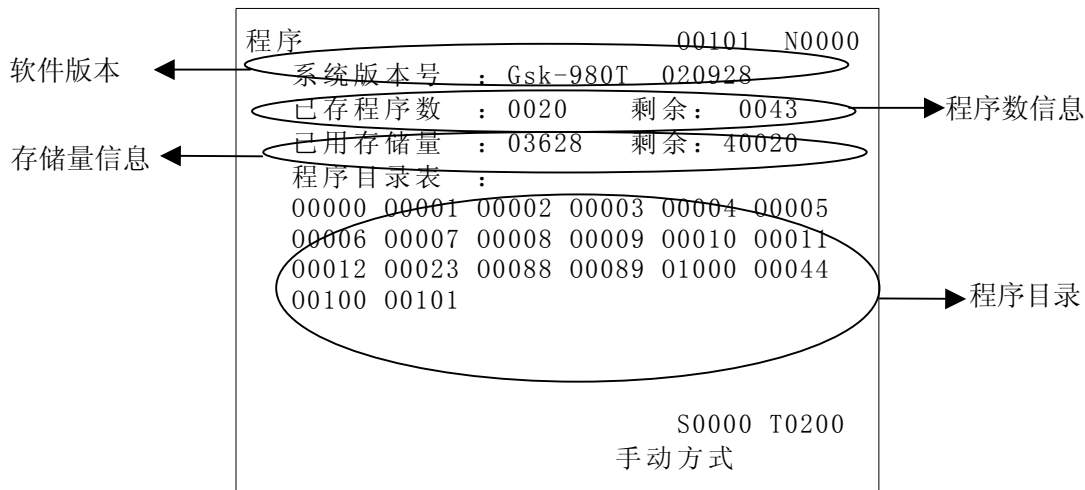 程序 O0101 N0000
软件版本
系统版本号 : Gsk-980T 020928
已存程序数 : 0020 剩余: 0043
程序数信息
已用存储量 : 03628 剩余: 40020
存储量信息
程序目录表 :
O0000 O0001 O0002 O0003 O0004 O0005
O0006 O0007 O0008 O0009 O0010 O0011
O0012 O0023 O0088 O0089 O1000 O0044
O0100 O0101
程序目录
S0000 T0200
手动方式